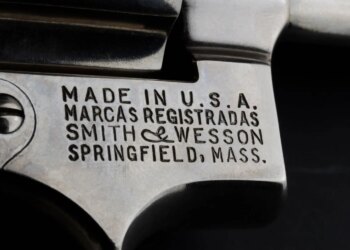 MADE IN U.S.A.
MARCAS REGISTRADAS
SMITH & WESSON
SPRINGFIELD, MASS.